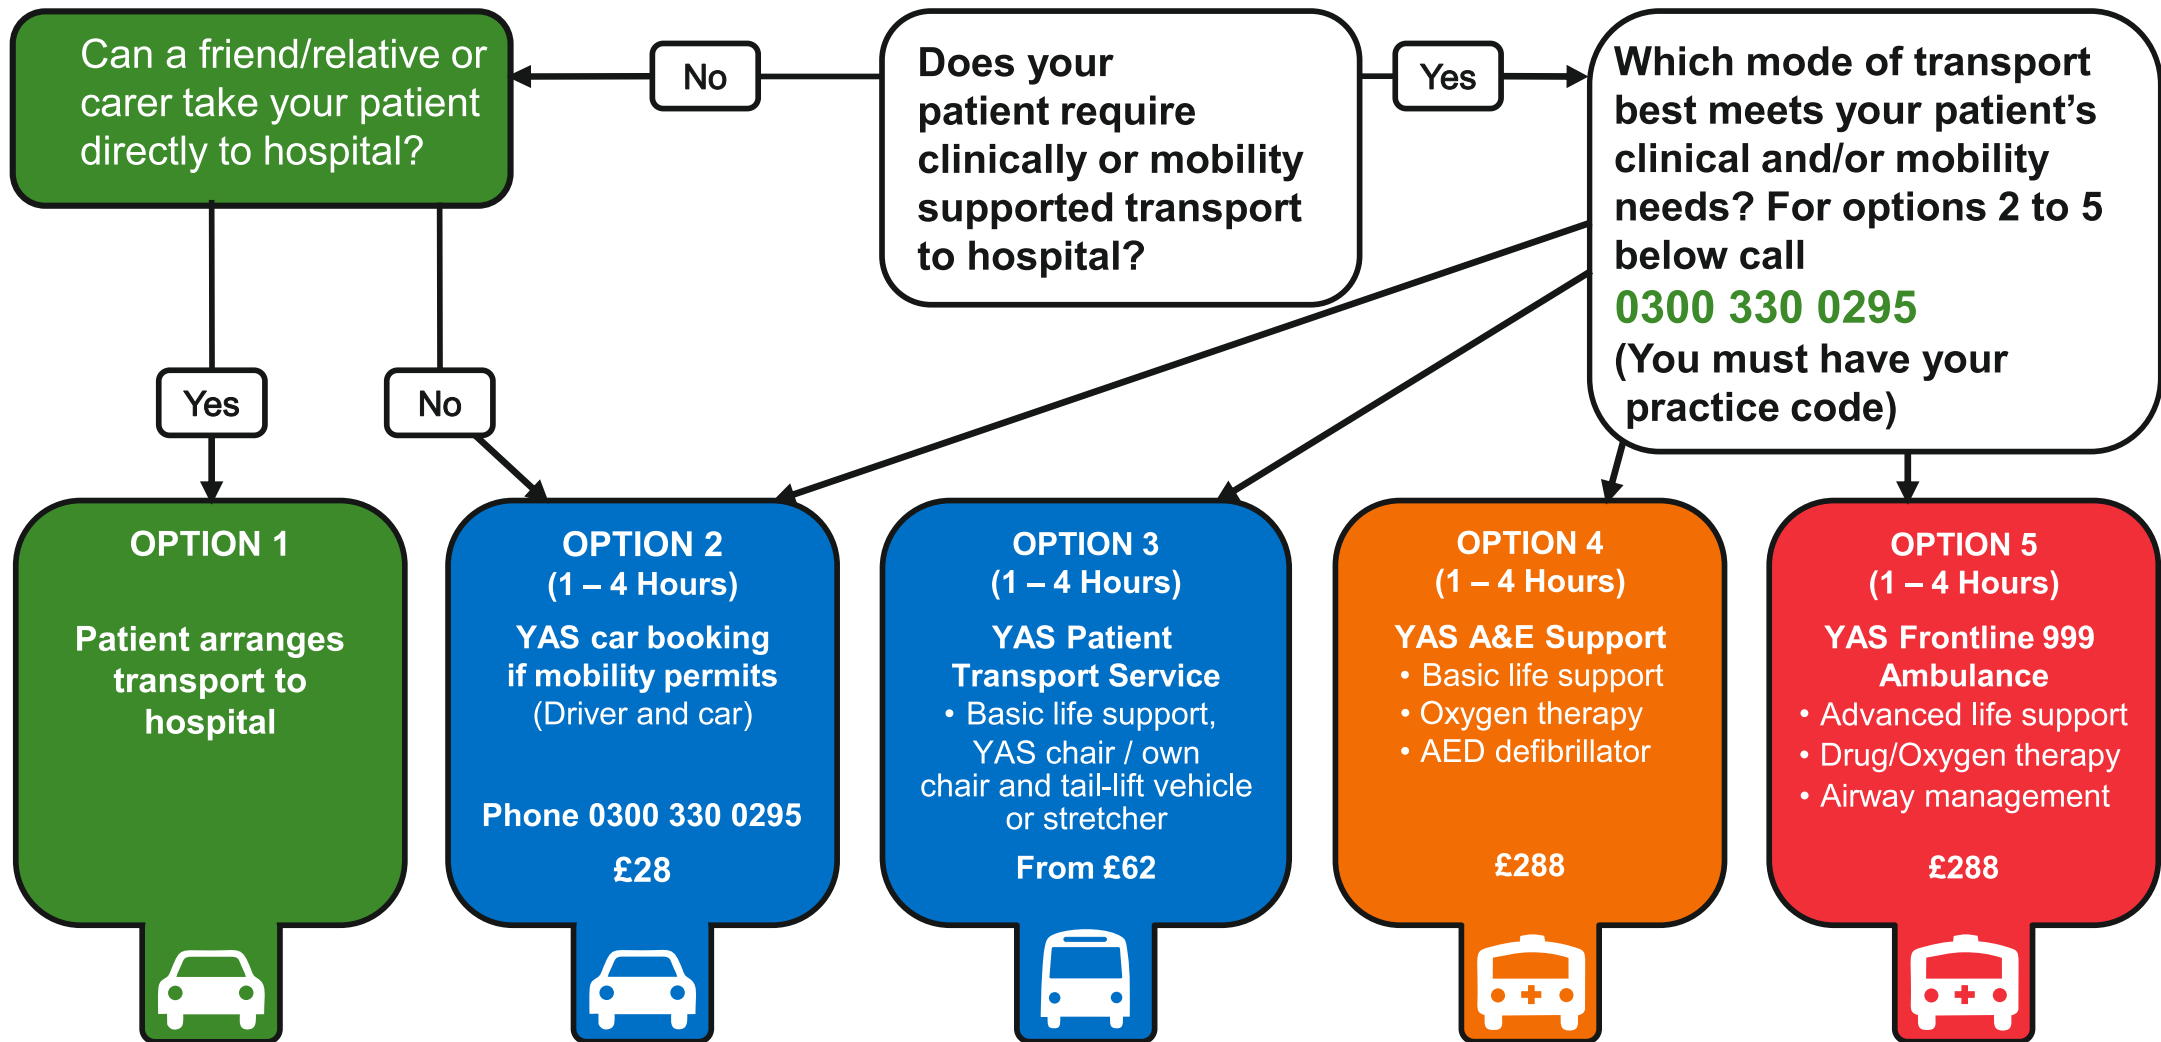 Can a friend/relative or
carer take your patient
directly to hospital?
No
Does your
patient require
clinically or mobility
supported transport
to hospital?
Yes
Which mode of transport
best meets your patient’s
clinical and/or mobility
needs? For options 2 to 5
below call
0300 330 0295
(You must have your
practice code)
Yes
No
OPTION 1
Patient arranges
transport to
hospital
OPTION 2
(1 – 4 Hours)
YAS car booking
if mobility permits
(Driver and car)
Phone 0300 330 0295
£28
OPTION 3
(1 – 4 Hours)
YAS Patient
Transport Service
• Basic life support,
YAS chair / own
chair and tail-lift vehicle
or stretcher
From £62
OPTION 4
(1 – 4 Hours)
YAS A&E Support
• Basic life support
• Oxygen therapy
• AED defibrillator
£288
OPTION 5
(1 – 4 Hours)
YAS Frontline 999
Ambulance
• Advanced life support
• Drug/Oxygen therapy
• Airway management
£288